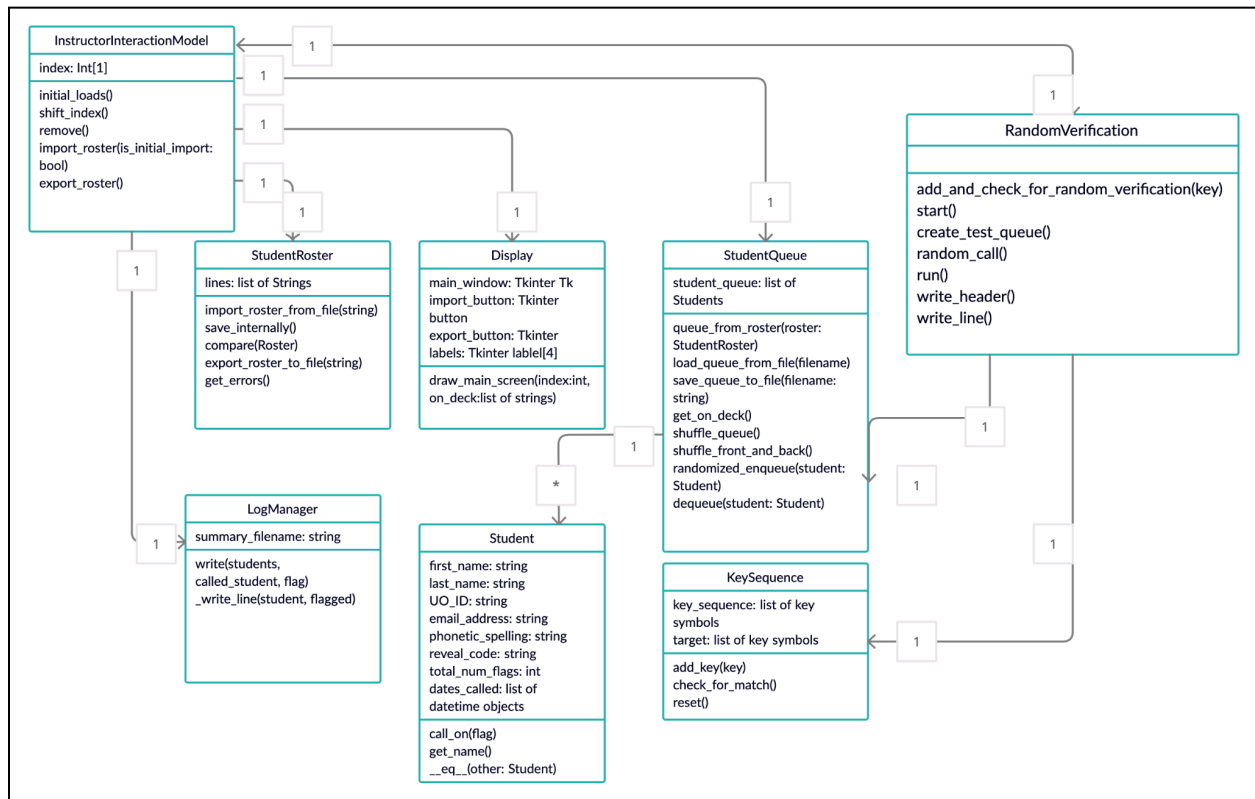 InstructorInteractionModel
index: Int[1]
initial_loads()
shift_index()
remove()
import_roster(is_initial_import:
bool)
export_roster()
1
1
1
1
1
1
1
1
1
RandomVerification
add_and_check_for_random_verification(key)
start()
create_test_queue()
random_call()
run()
write_header()
write_line()
StudentRoster
lines: list of Strings
import_roster_from_file(string)
save_internally()
compare(Roster)
export_roster_to_file(string)
get_errors()
Display
main_window: Tkinter Tk
import_button: Tkinter
button
export_button: Tkinter
labels: Tkinter lablel[4]
draw_main_screen(index:int,
on_deck:list of strings)
StudentQueue
student_queue: list of
Students
queue_from_roster(roster:
StudentRoster)
load_queue_from_file(filename)
save_queue_to_file(filename:
string)
get_on_deck()
shuffle_queue()
shuffle_front_and_back()
randomized_enqueue(student:
Student)
dequeue(student: Student)
1
1
1
*
LogManager
summary_filename: string
write(students,
called_student, flag)
_write_line(student, flagged)
1
Student
first_name: string
last_name: string
UO_ID: string
email_address: string
phonetic_spelling: string
reveal_code: string
total_num_flags: int
dates_called: list of
datetime objects
call_on(flag)
get_name()
__eq__(other: Student)
KeySequence
key_sequence: list of key
symbols
target: list of key symbols
add_key(key)
check_for_match()
reset()
1
1